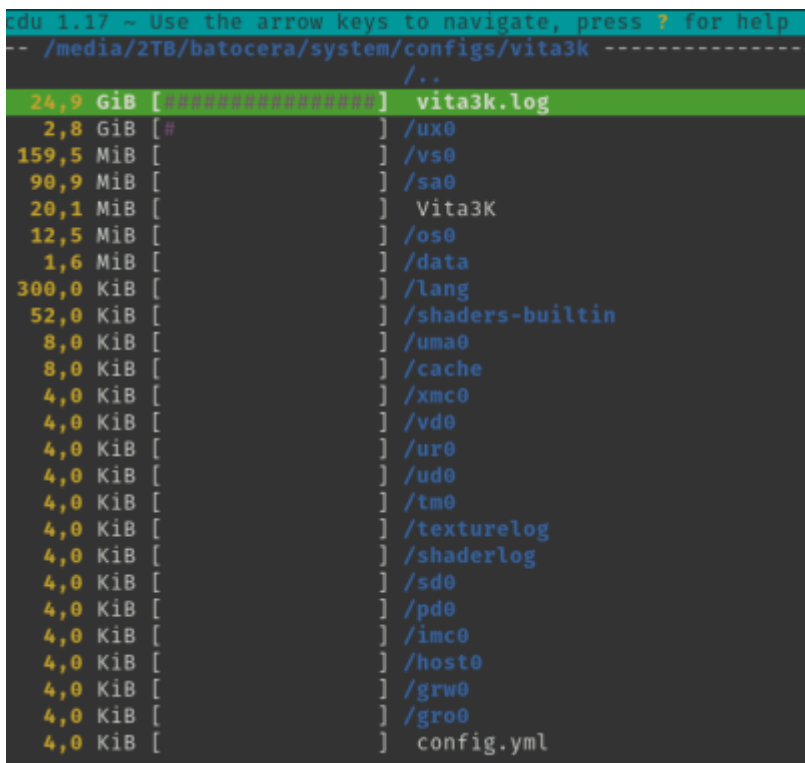 cdu 1.17 ~ Use the arrow keys to navigate, press ? for help
-- /media/2TB/batocera/system/configs/vita3k ---------------
/..
24,9 GiB [################] vita3k.log
2,8 GiB [#               ] /ux0
159,5 MiB [                ] /vs0
90,9 MiB [                ] /sa0
20,1 MiB [                ] Vita3K
12,5 MiB [                ] /os0
1,6 MiB [                ] /data
300,0 KiB [                ] /lang
52,0 KiB [                ] /shaders-builtin
8,0 KiB [                ] /uma0
8,0 KiB [                ] /cache
4,0 KiB [                ] /xmc0
4,0 KiB [                ] /vd0
4,0 KiB [                ] /ur0
4,0 KiB [                ] /ud0
4,0 KiB [                ] /tm0
4,0 KiB [                ] /texturelog
4,0 KiB [                ] /shaderlog
4,0 KiB [                ] /sd0
4,0 KiB [                ] /pd0
4,0 KiB [                ] /imc0
4,0 KiB [                ] /host0
4,0 KiB [                ] /grw0
4,0 KiB [                ] /gro0
4,0 KiB [                ] config.yml